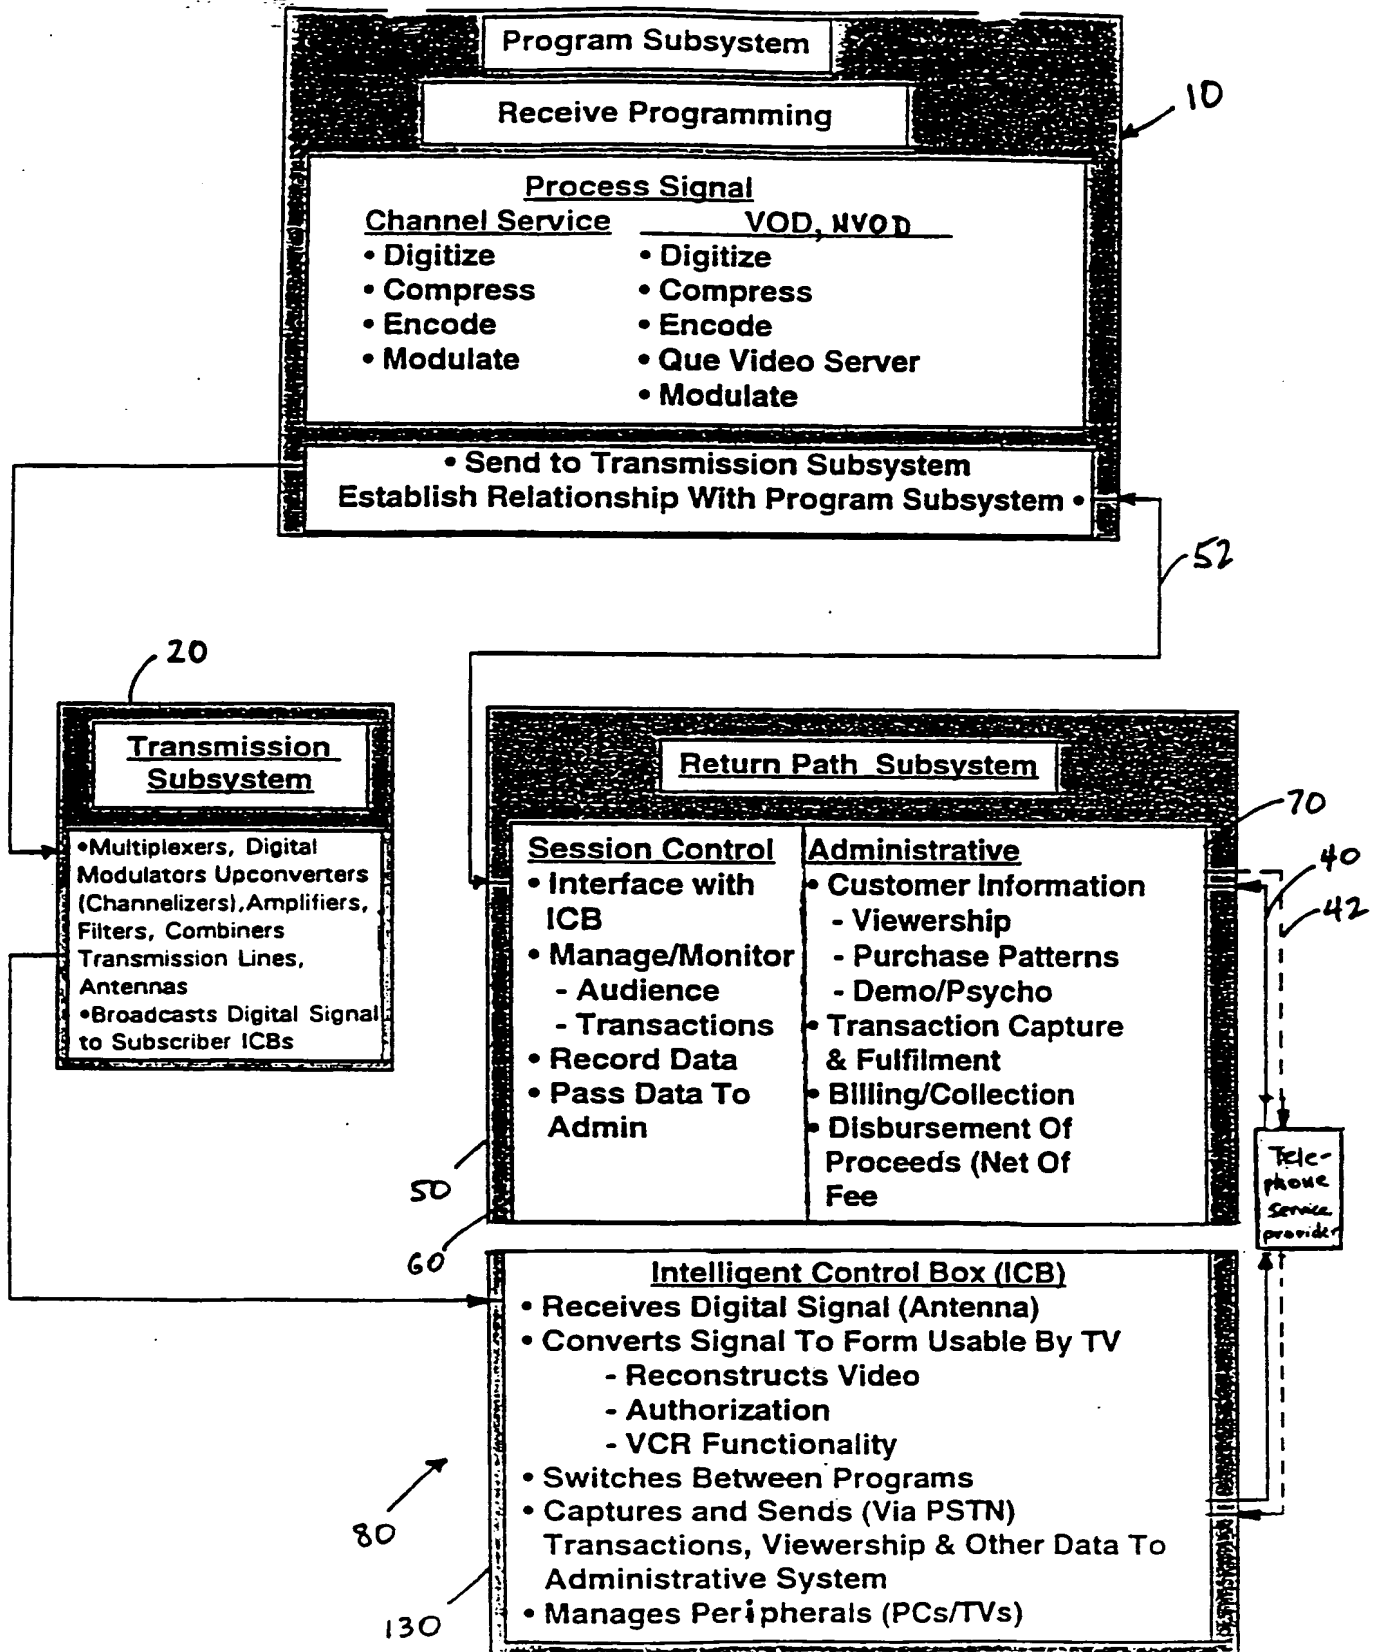 Program Subsystem
Receive Programming
10
Process Signal
Channel Service
• Digitize
• Compress
• Encode
• Modulate
VOD, NVOD
• Digitize
• Compress
• Encode
• Que Video Server
• Modulate
• Send to Transmission Subsystem
Establish Relationship With Program Subsystem •
52
20
Transmission
Subsystem
•Multiplexers, Digital
Modulators Upconverters
(Channelizers),Amplifiers,
Filters, Combiners
Transmission Lines,
Antennas
•Broadcasts Digital Signal
to Subscriber ICBs
Return Path Subsystem
70
40
42
Session Control
• Interface with
ICB
• Manage/Monitor
- Audience
- Transactions
• Record Data
• Pass Data To
Admin
Administrative
• Customer Information
- Viewership
- Purchase Patterns
- Demo/Psycho
• Transaction Capture
& Fulfilment
• Billing/Collection
• Disbursement Of
Proceeds (Net Of
Fee
50
60
Tele-
phone
service
provider
Intelligent Control Box (ICB)
• Receives Digital Signal (Antenna)
• Converts Signal To Form Usable By TV
- Reconstructs Video
- Authorization
- VCR Functionality
• Switches Between Programs
• Captures and Sends (Via PSTN)
Transactions, Viewership & Other Data To
Administrative System
• Manages Peripherals (PCs/TVs)
80
130